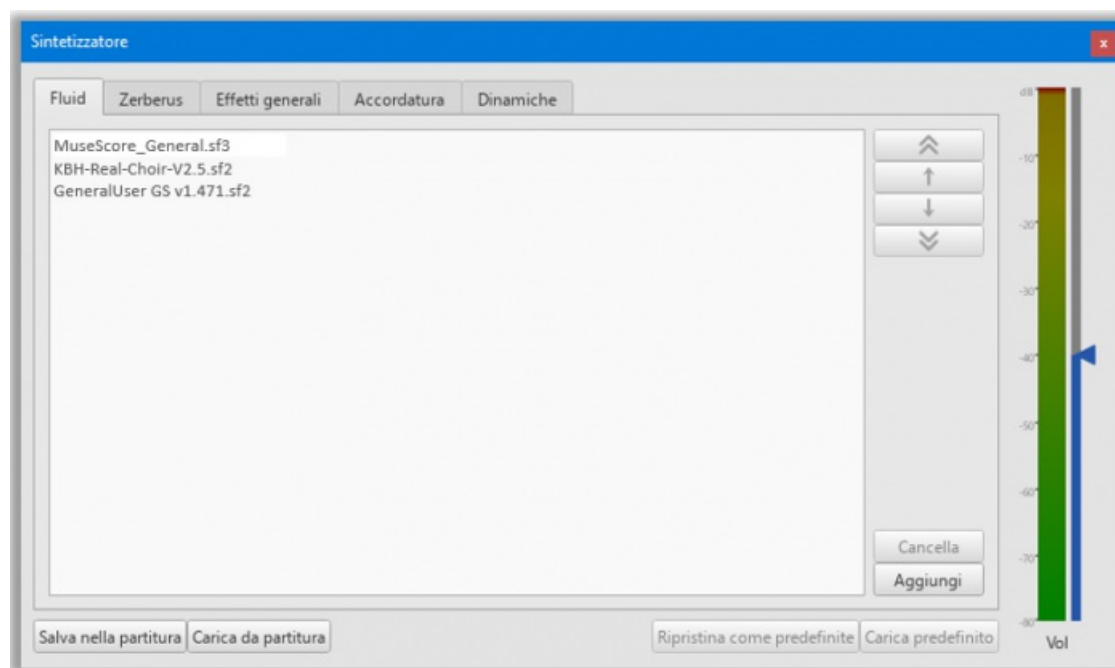 Sintetizzatore
x
Fluid
Zerberus
Effetti generali
Accordatura
Dinamiche
MuseScore_General.sf3
KBH-Real-Choir-V2.5.sf2
GeneralUser GS v1.471.sf2
Cancella
Aggiungi
Salva nella partitura
Carica da partitura
Ripristina come predefinite
Carica predefinito
dB
-10
-20
-30
-40
-50
-60
-70
-80
Vol